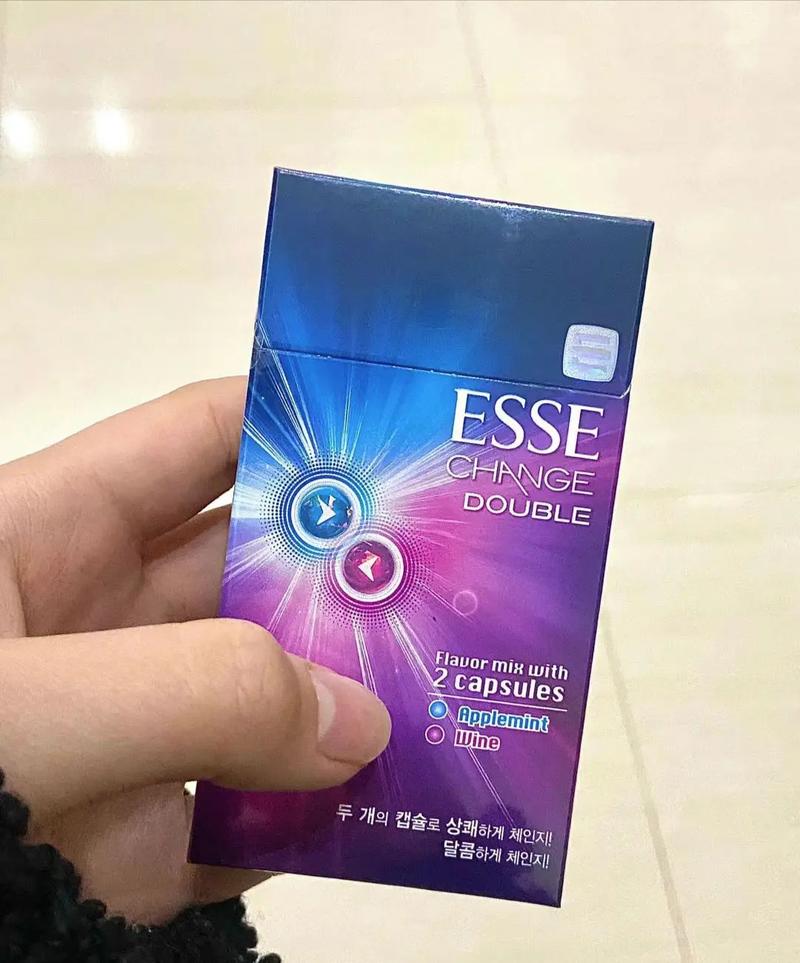 ESSE
CHANGE
DOUBLE
Flavor mix with
2 capsules
Applemint
Wine
두 개의 캡슐로 상쾌하게 체인지!
달콤하게 체인지!